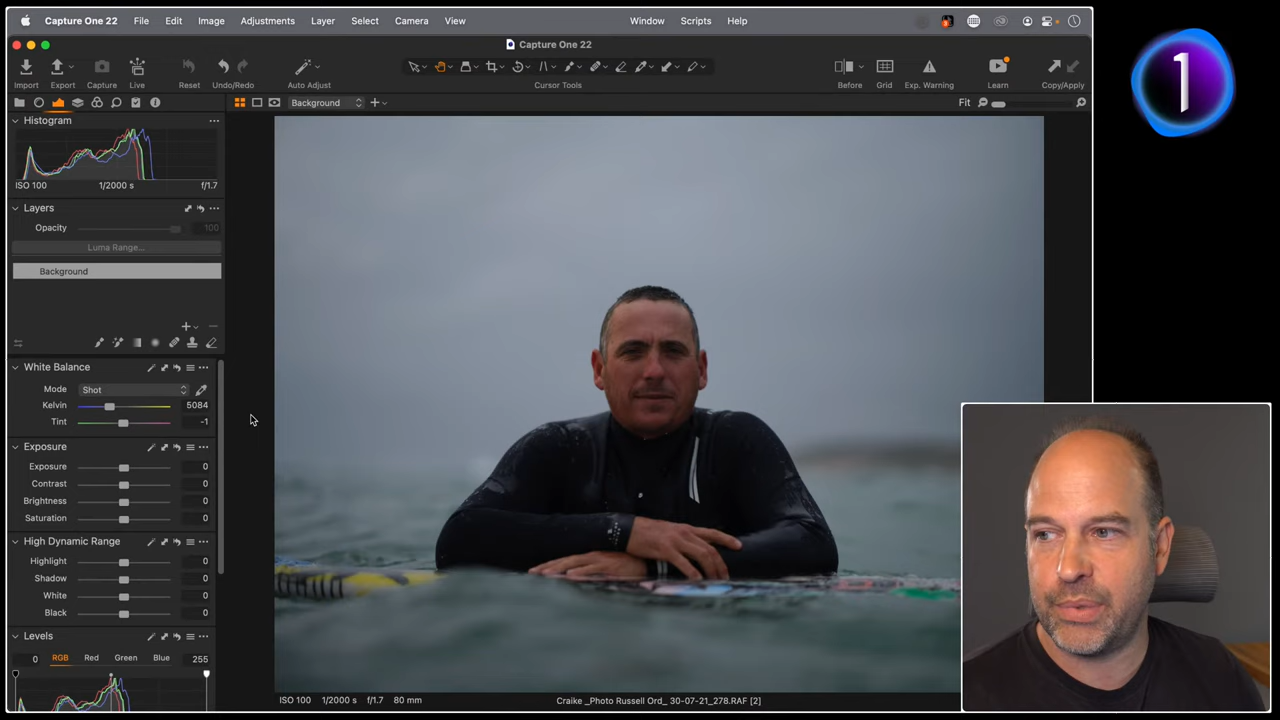 Capture One 22 File Edit Image Adjustments Layer Select Camera View Window Scripts Help
Capture One 22
Import Export Capture Live Reset Undo/Redo Auto Adjust Cursor Tools Before Grid Exp. Warning Learn Copy/Apply
Background Fit
Histogram
ISO 100 1/2000 s f/1.7
Layers
Opacity 100
Luma Range...
Background
White Balance
Mode Shot
Kelvin 5084
Tint -1
Exposure
Exposure 0
Contrast 0
Brightness 0
Saturation 0
High Dynamic Range
Highlight 0
Shadow 0
White 0
Black 0
Levels
0 RGB Red Green Blue 255
ISO 100 1/2000 s f/1.7 80 mm Craike _Photo Russell Ord_ 30-07-21_278.RAF [2]
1